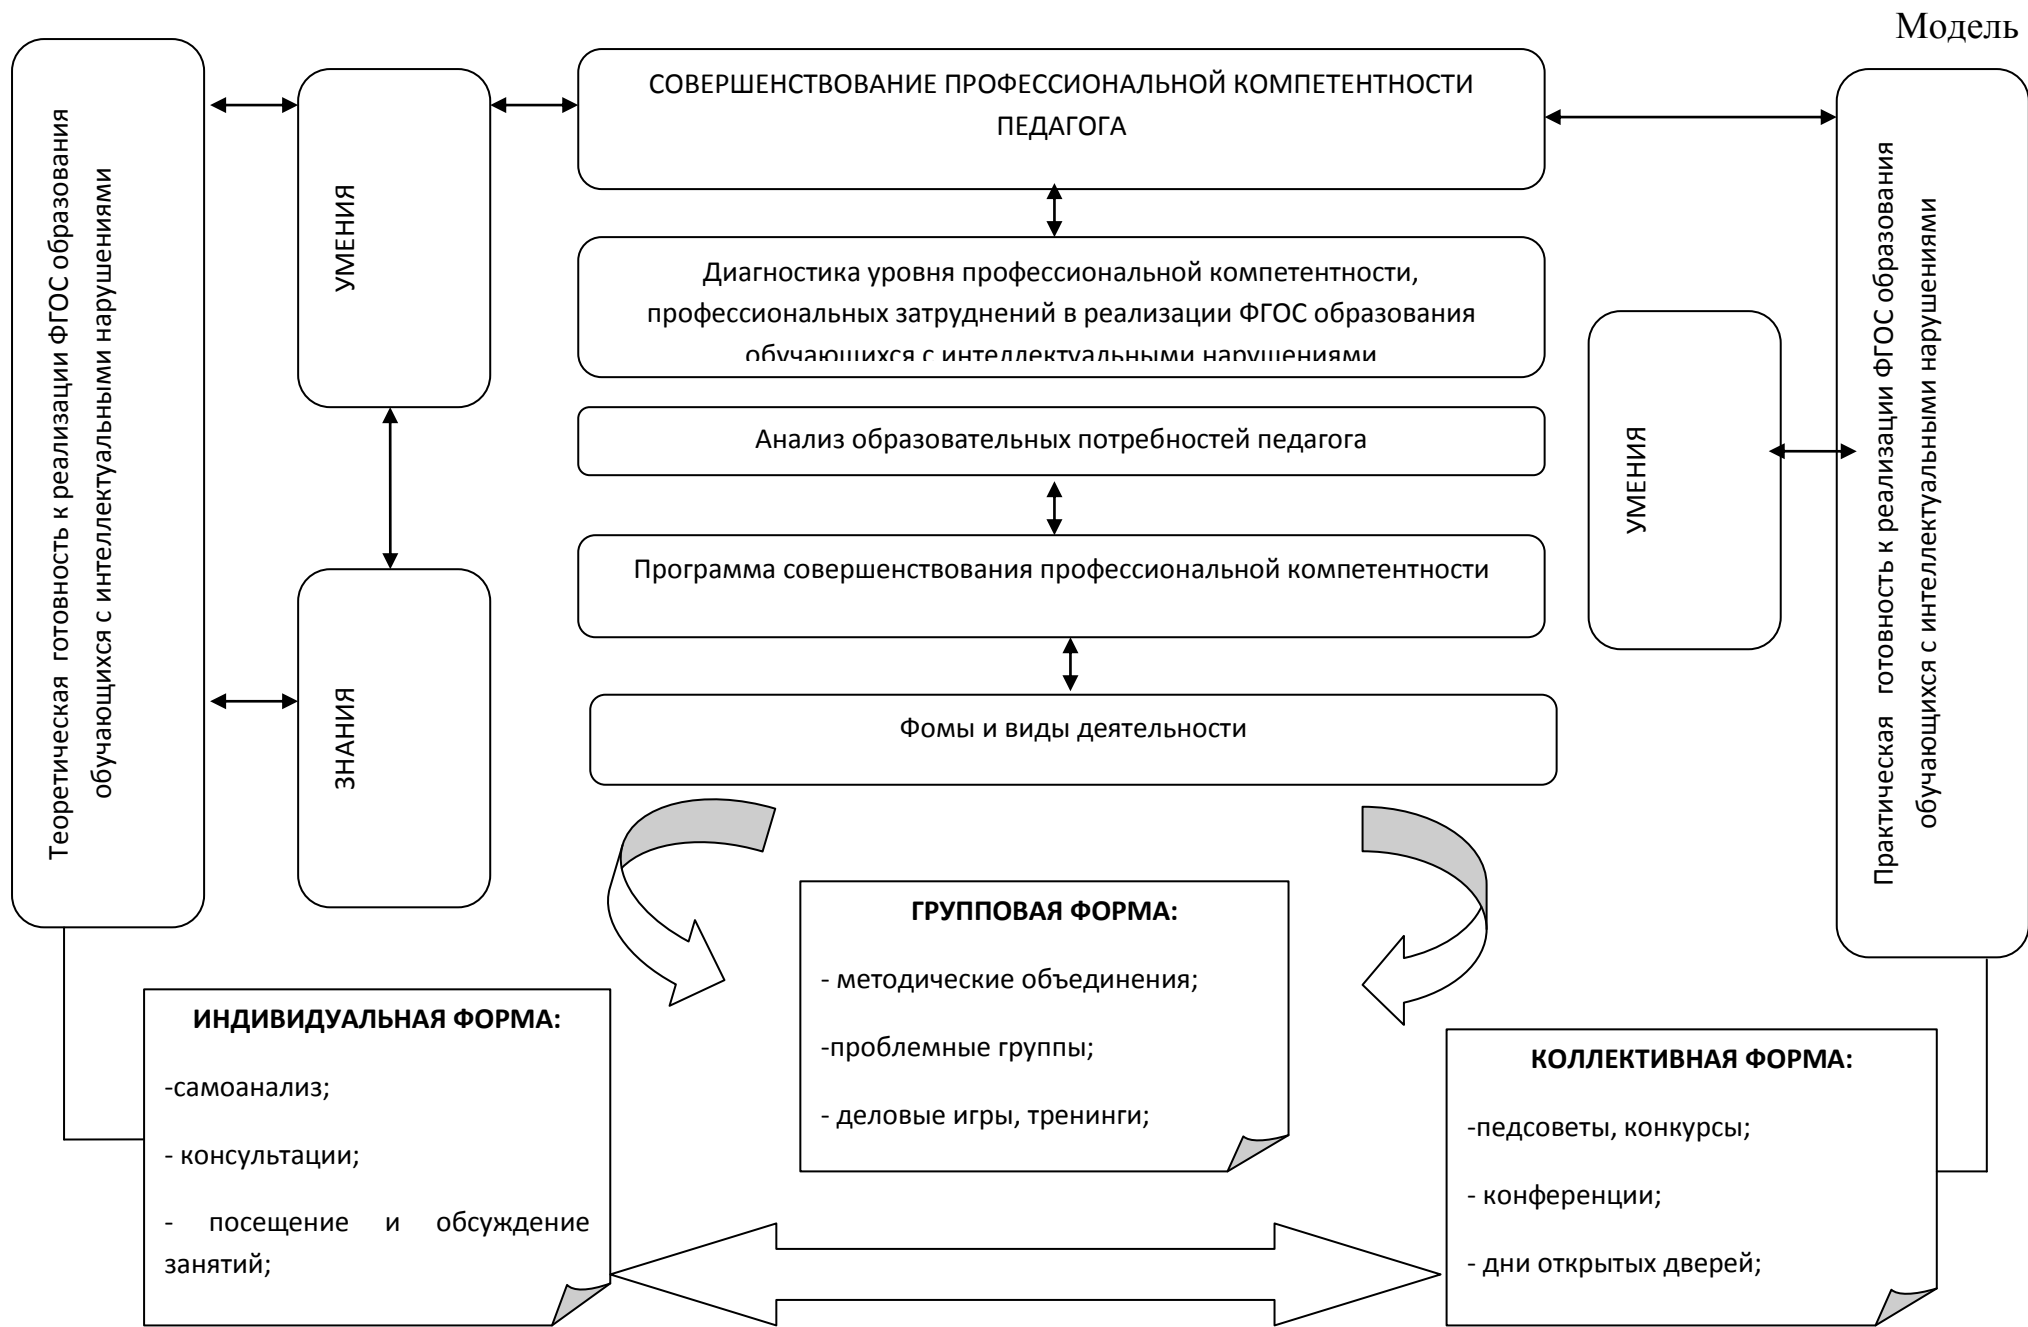 Модель
СОВЕРШЕНСТВОВАНИЕ ПРОФЕССИОНАЛЬНОЙ КОМПЕТЕНТНОСТИ
ПЕДАГОГА
Теоретическая готовность к реализации ФГОС образования
обучающихся с интеллектуальными нарушениями
УМЕНИЯ
ЗНАНИЯ
Диагностика уровня профессиональной компетентности,
профессиональных затруднений в реализации ФГОС образования
обучающихся с интеллектуальными нарушениями
Анализ образовательных потребностей педагога
Программа совершенствования профессиональной компетентности
Фомы и виды деятельности
УМЕНИЯ
Практическая готовность к реализации ФГОС образования
обучающихся с интеллектуальными нарушениями
ИНДИВИДУАЛЬНАЯ ФОРМА:
-самоанализ;
- консультации;
- посещение и обсуждение
занятий;
ГРУППОВАЯ ФОРМА:
- методические объединения;
-проблемные группы;
- деловые игры, тренинги;
КОЛЛЕКТИВНАЯ ФОРМА:
-педсоветы, конкурсы;
- конференции;
- дни открытых дверей;